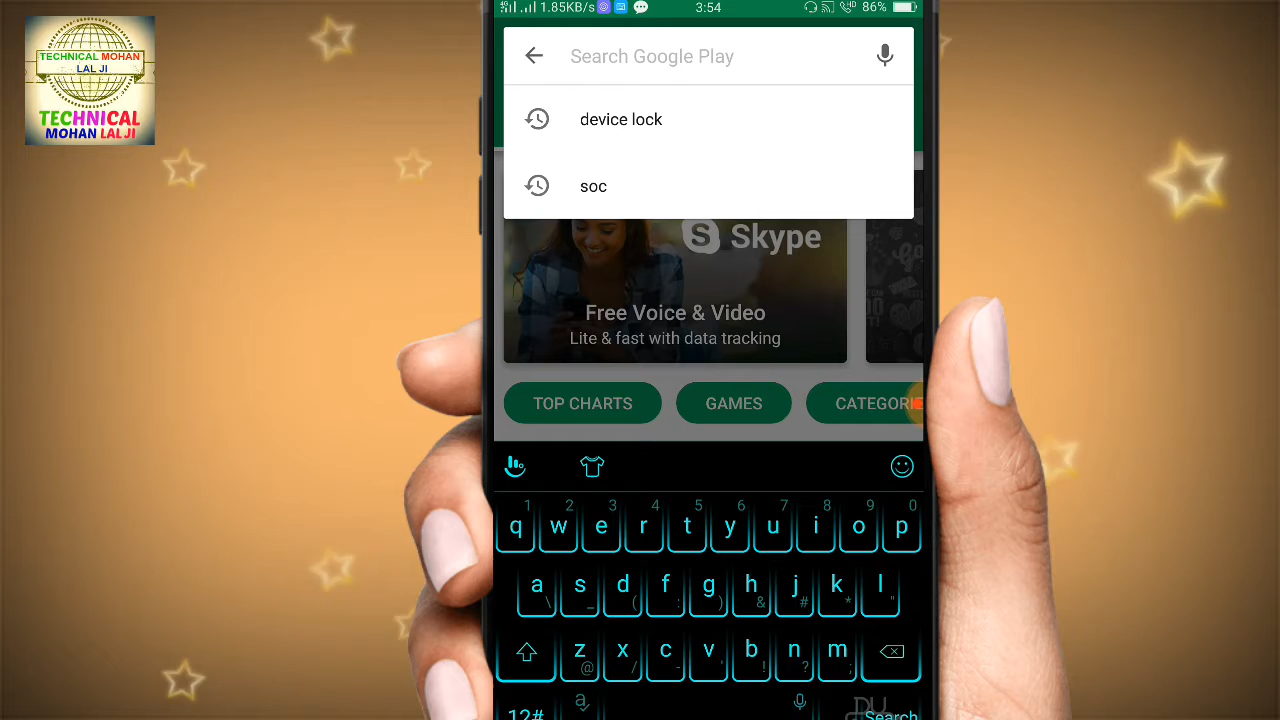 TECHNICAL MOHAN
LAL JI
TECHNICAL
MOHAN LAL JI
1.85KB/s 3:54 86%
Search Google Play
device lock
soc
Skype
Free Voice & Video
Lite & fast with data tracking
TOP CHARTS GAMES CATEGORI
1 2 3 4 5 6 7 8 9 0
q w e r t y u i o p
a s d f g h j k l
\ _ ( : ) & # * "
z x c v b n m
@ / - ' ! ? ;
12# Search